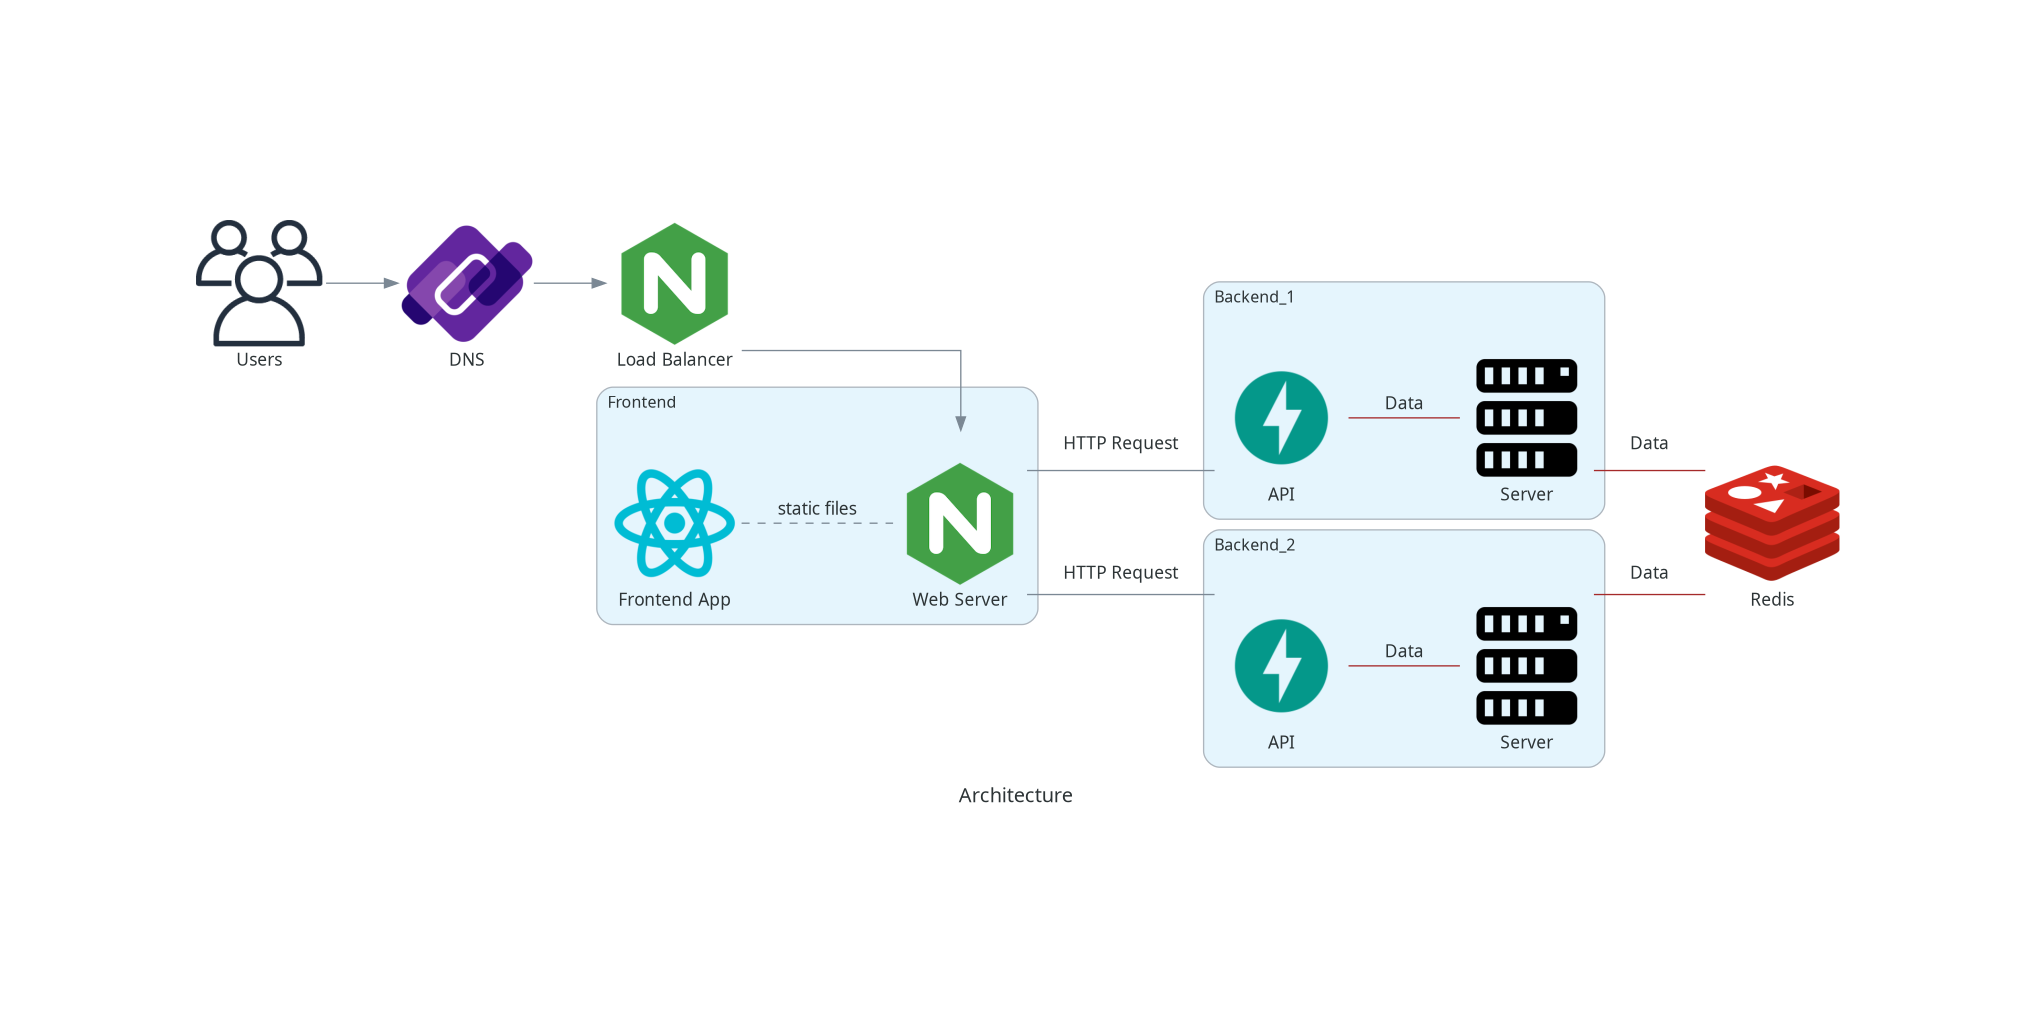 Users
DNS
Load Balancer
Frontend
Frontend App
static files
Web Server
HTTP Request
HTTP Request
Backend_1
API
Data
Server
Backend_2
API
Data
Server
Data
Data
Redis
Architecture